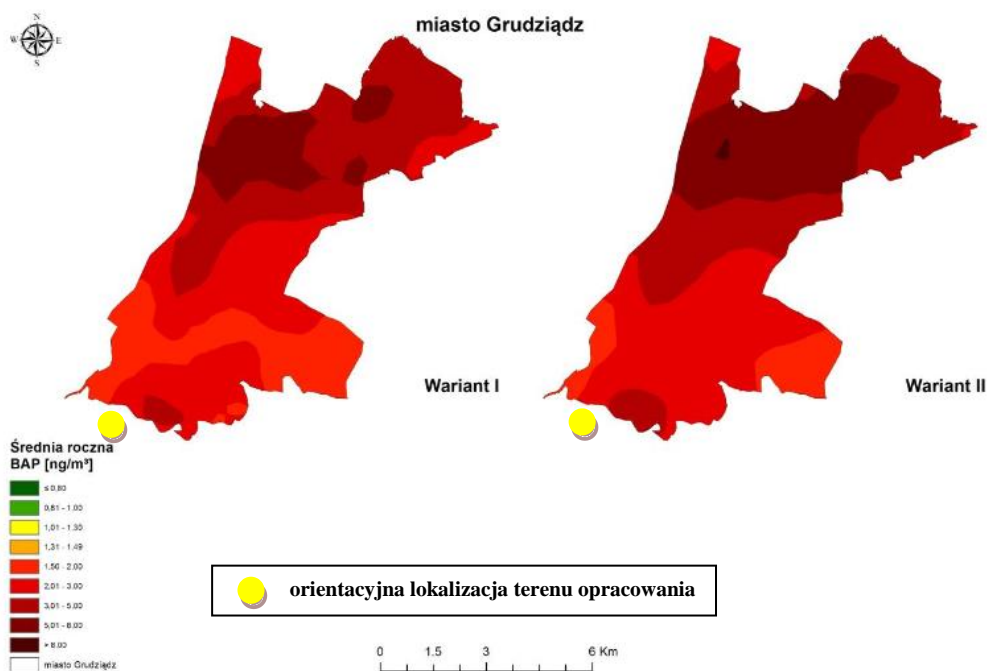 N
W E
S
miasto Grudziądz
Wariant I
Wariant II
Średnia roczna
BAP [ng/m³]
≤ 0,80
0,81 - 1,00
1,01 - 1,30
1,31 - 1,49
1,50 - 2,00
2,01 - 3,00
3,01 - 5,00
5,01 - 8,00
> 8,00
miasto Grudziądz
orientacyjna lokalizacja terenu opracowania
0 1.5 3 6 Km